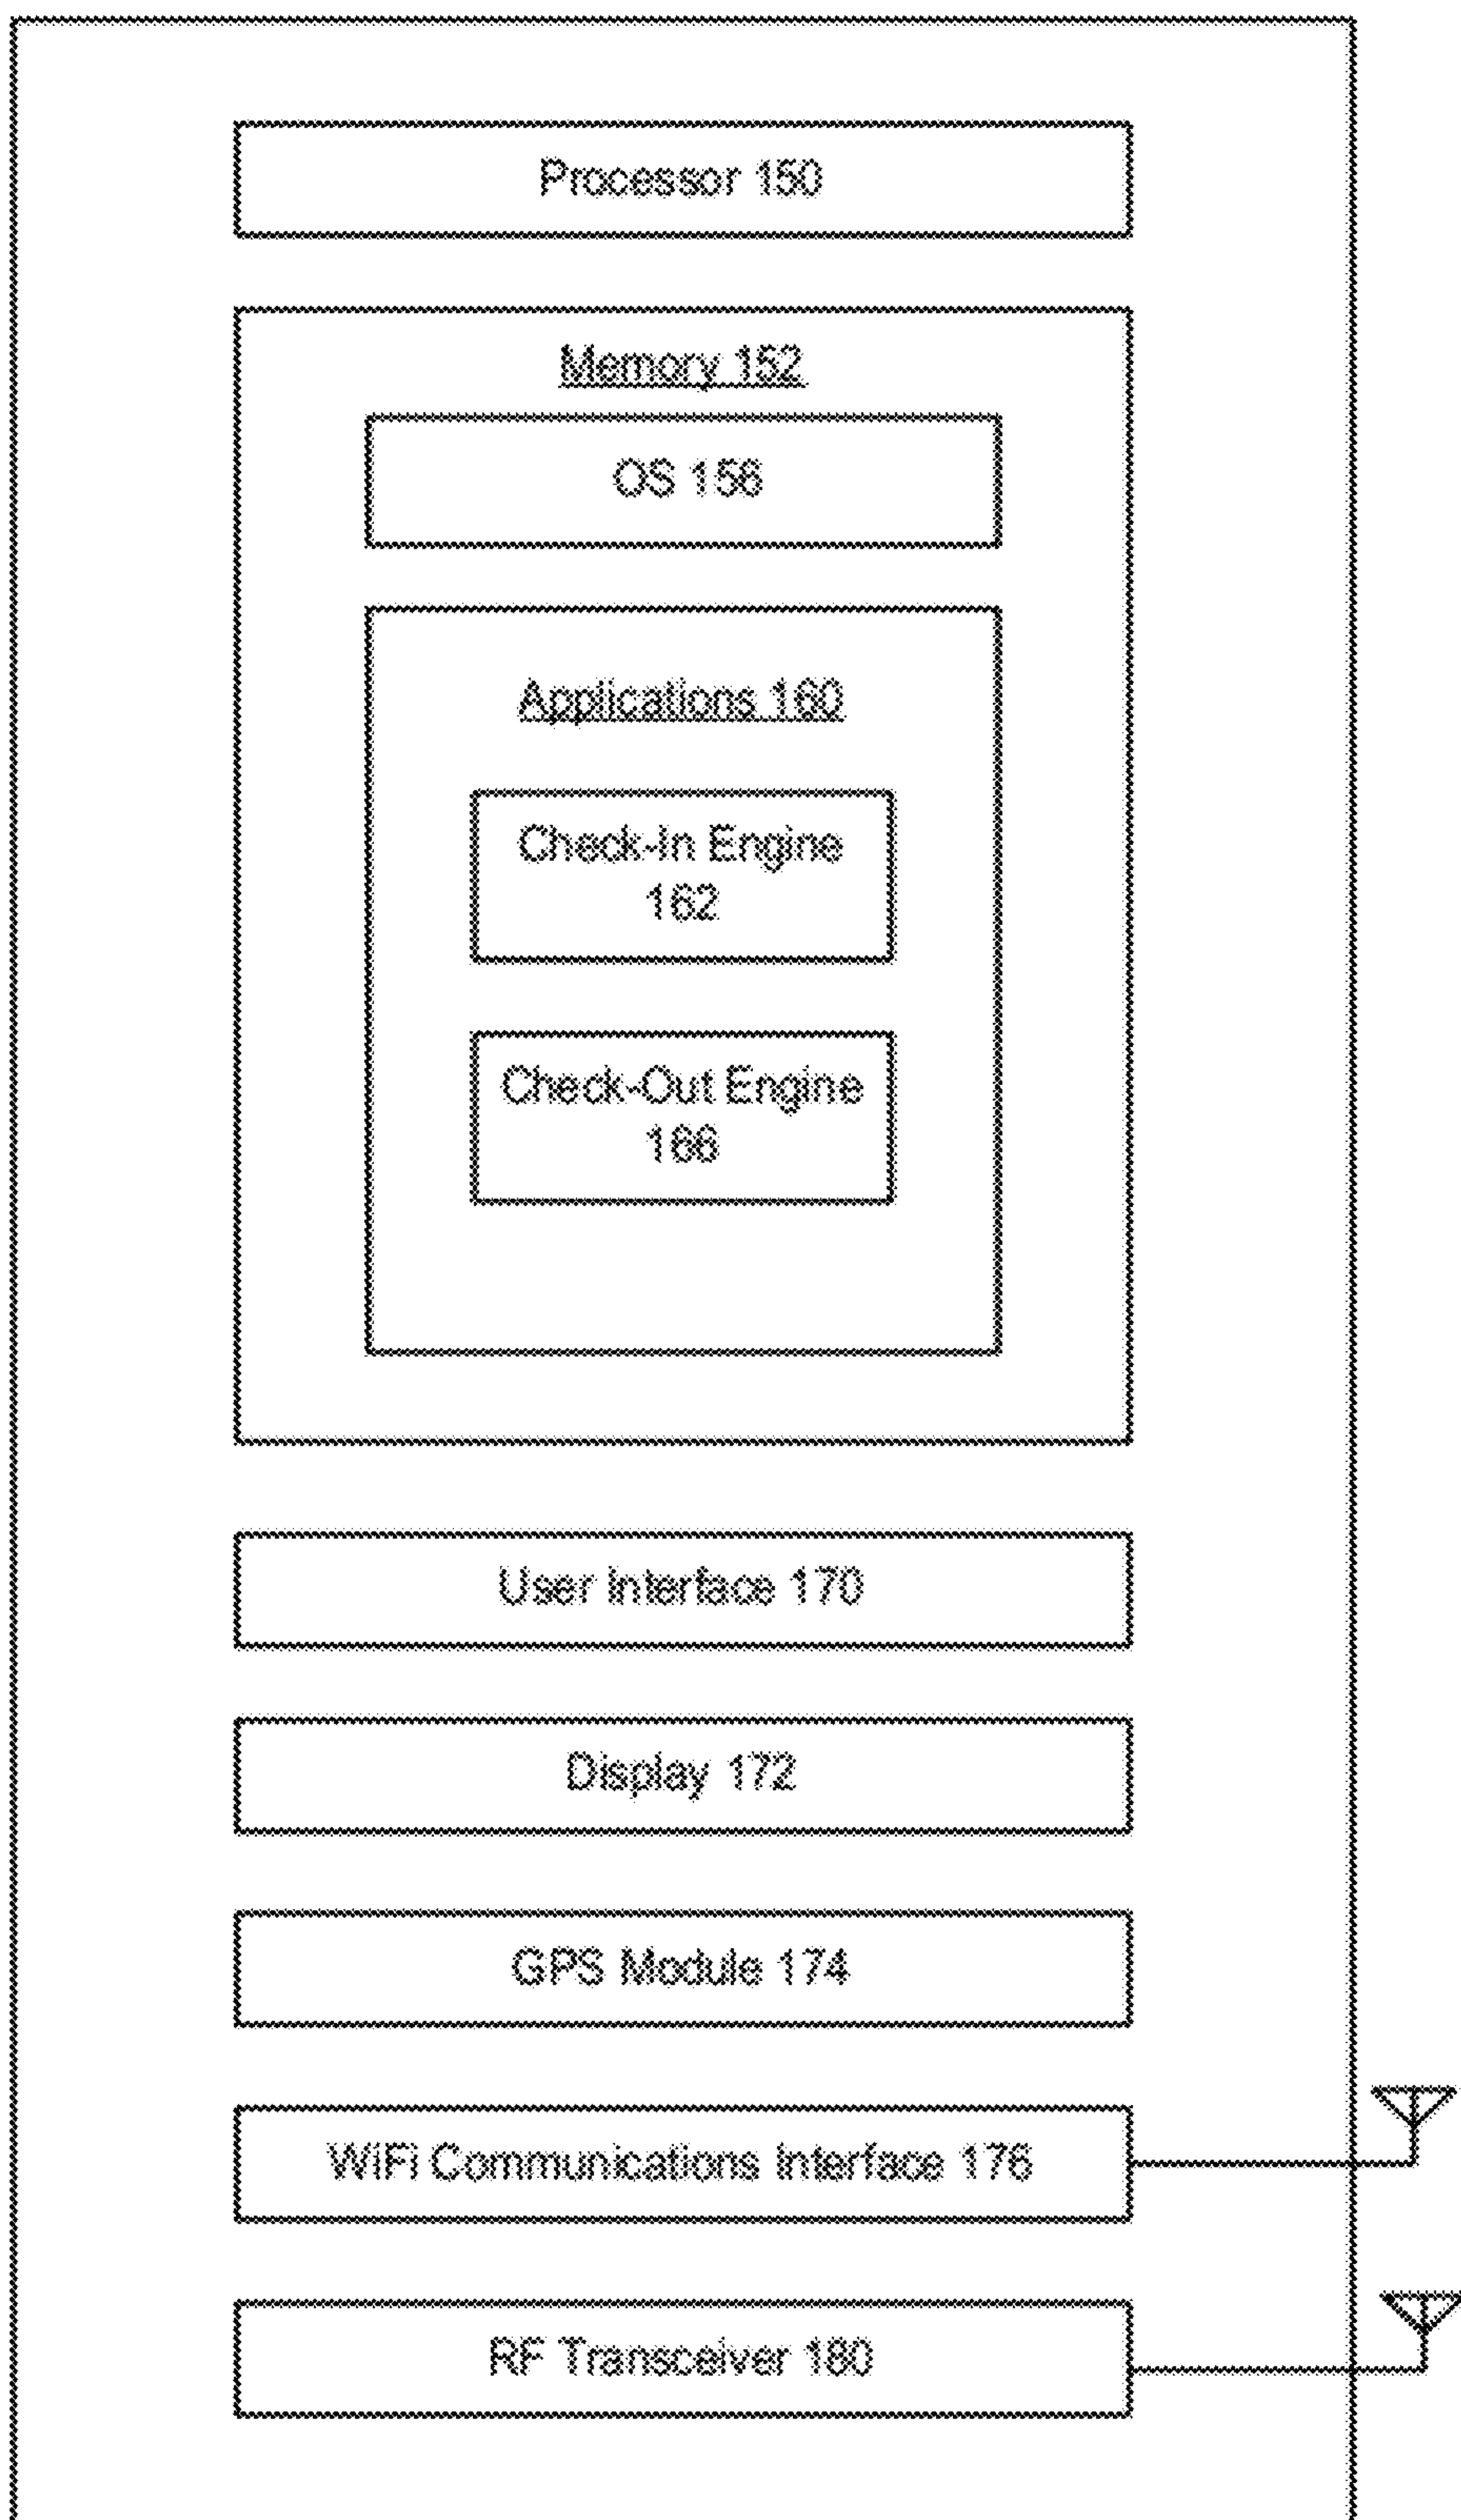 Processor 150
Memory 152
OS 156
Applications 160
Check-In Engine
162
Check-Out Engine
166
User Interface 170
Display 172
GPS Module 174
WiFi Communications Interface 176
RF Transceiver 180